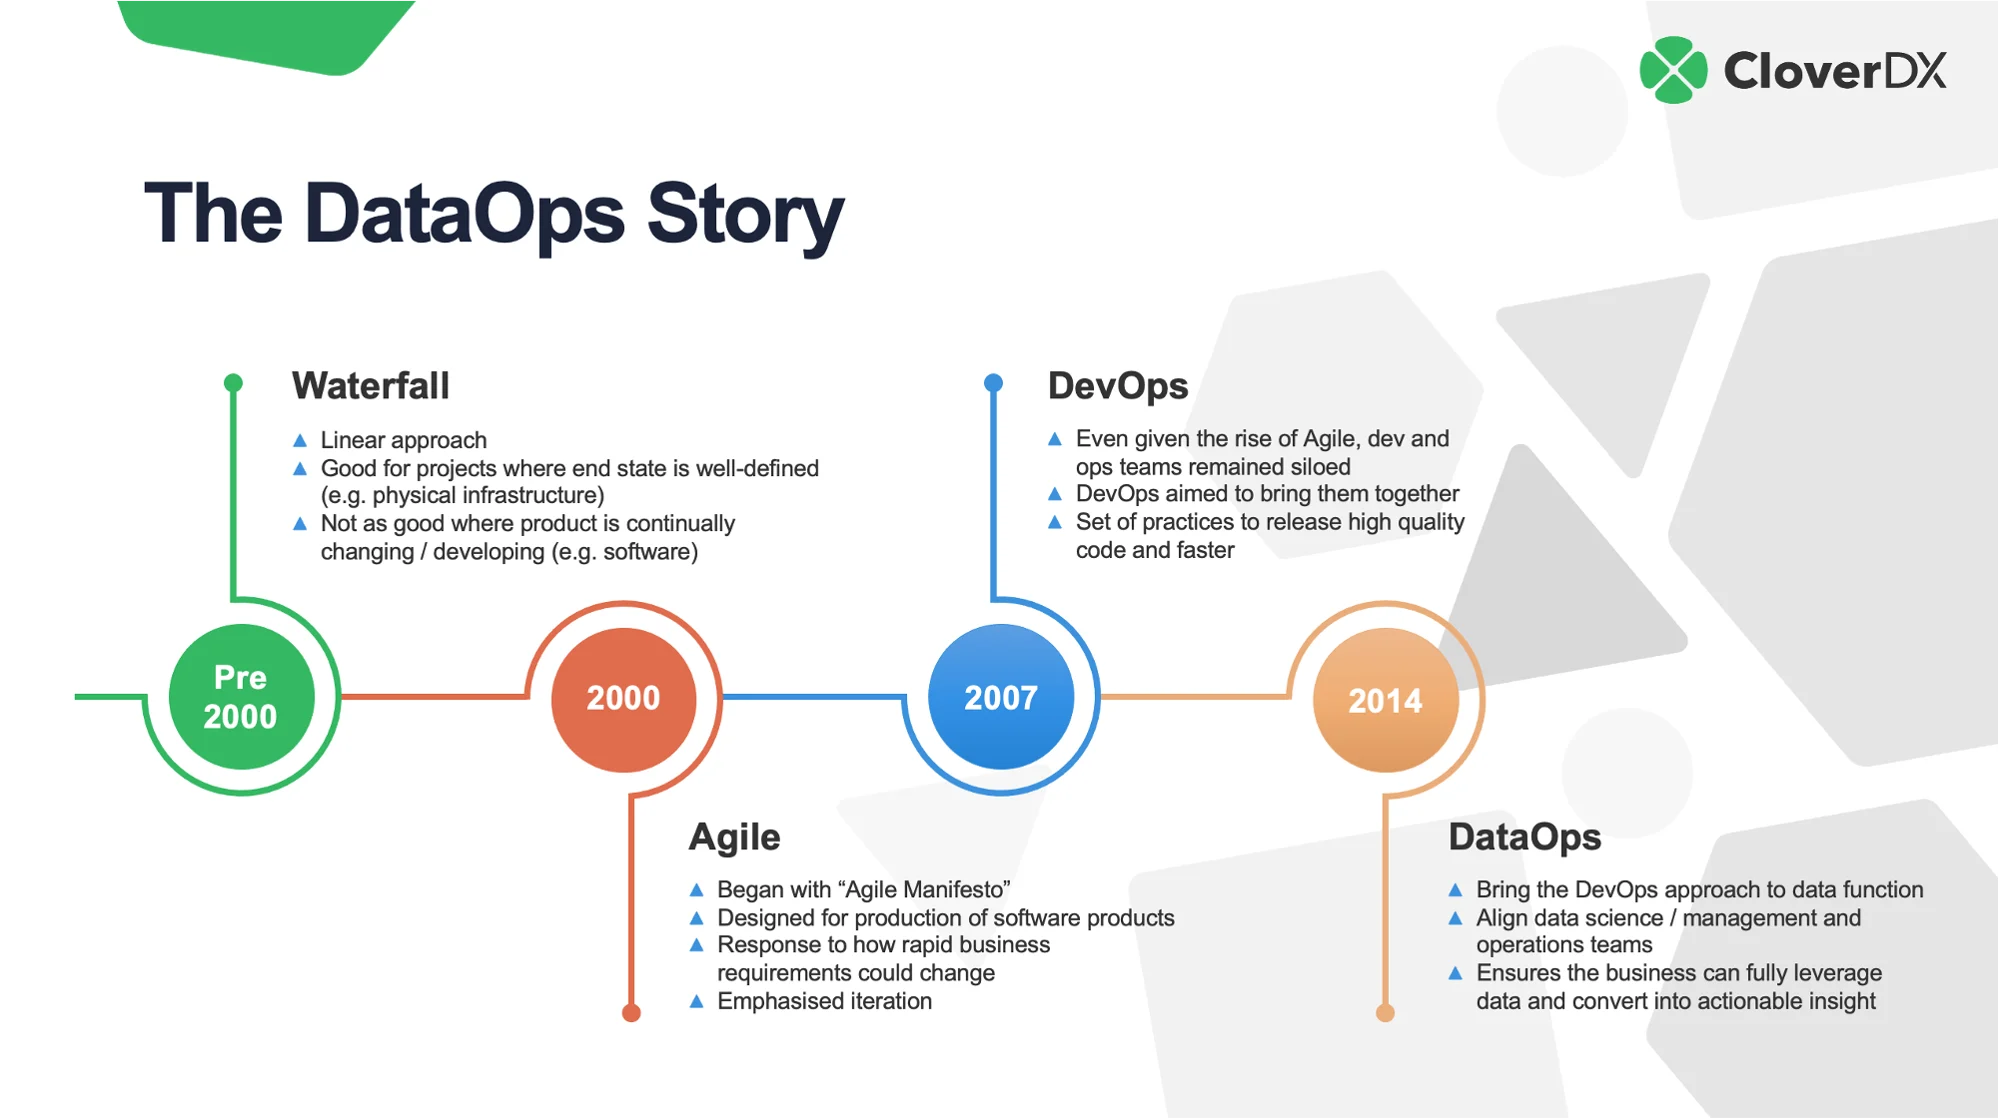 CloverDX
The DataOps Story
Waterfall
Linear approach
Good for projects where end state is well-defined
(e.g. physical infrastructure)
Not as good where product is continually
changing / developing (e.g. software)
DevOps
Even given the rise of Agile, dev and
ops teams remained siloed
DevOps aimed to bring them together
Set of practices to release high quality
code and faster
Pre
2000
2000
2007
2014
Agile
Began with “Agile Manifesto”
Designed for production of software products
Response to how rapid business
requirements could change
Emphasised iteration
DataOps
Bring the DevOps approach to data function
Align data science / management and
operations teams
Ensures the business can fully leverage
data and convert into actionable insight